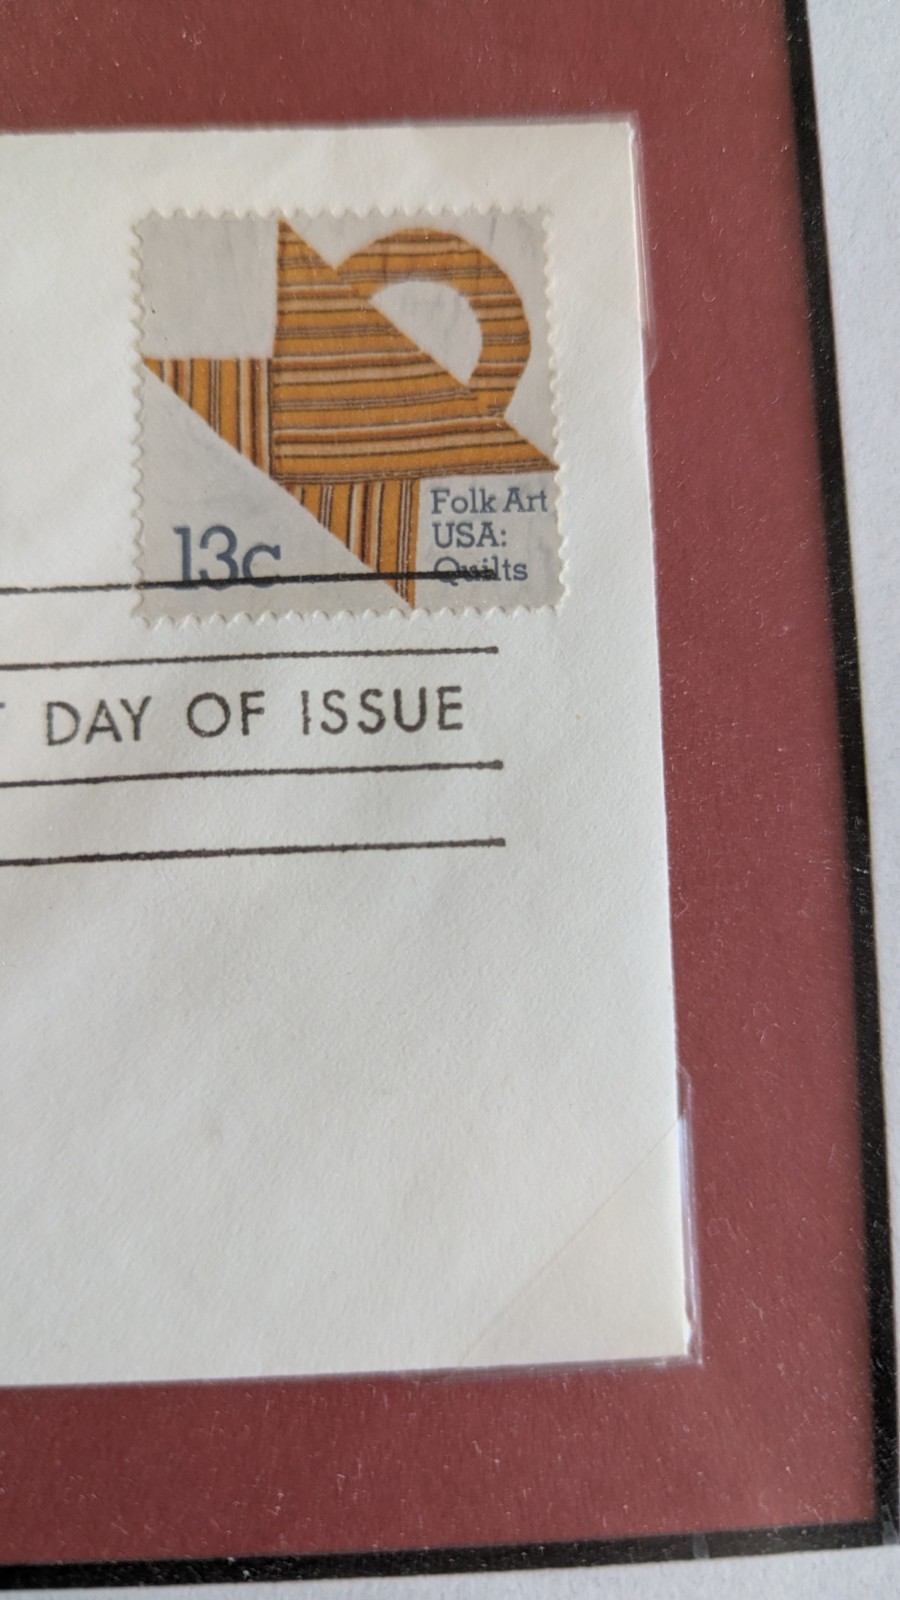 13c
Folk Art
USA:
Quilts
DAY OF ISSUE